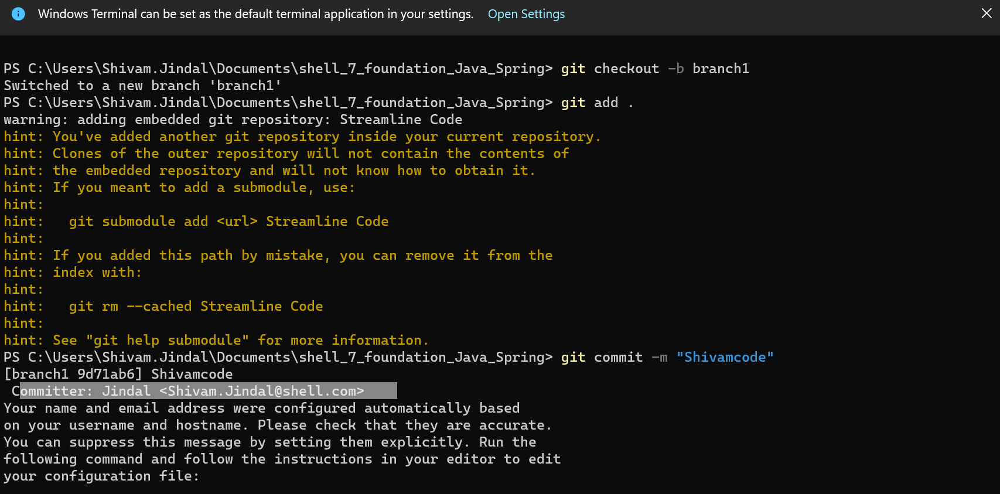 Windows Terminal can be set as the default terminal application in your settings. Open Settings
PS C:\Users\Shivam.Jindal\Documents\shell_7_foundation_Java_Spring> git checkout -b branch1
Switched to a new branch 'branch1'
PS C:\Users\Shivam.Jindal\Documents\shell_7_foundation_Java_Spring> git add .
warning: adding embedded git repository: Streamline Code
hint: You've added another git repository inside your current repository.
hint: Clones of the outer repository will not contain the contents of
hint: the embedded repository and will not know how to obtain it.
hint: If you meant to add a submodule, use:
hint:
hint:   git submodule add <url> Streamline Code
hint:
hint: If you added this path by mistake, you can remove it from the
hint: index with:
hint:
hint:   git rm --cached Streamline Code
hint:
hint: See "git help submodule" for more information.
PS C:\Users\Shivam.Jindal\Documents\shell_7_foundation_Java_Spring> git commit -m "Shivamcode"
[branch1 9d71ab6] Shivamcode
 Committer: Jindal <Shivam.Jindal@shell.com>
Your name and email address were configured automatically based
on your username and hostname. Please check that they are accurate.
You can suppress this message by setting them explicitly. Run the
following command and follow the instructions in your editor to edit
your configuration file: